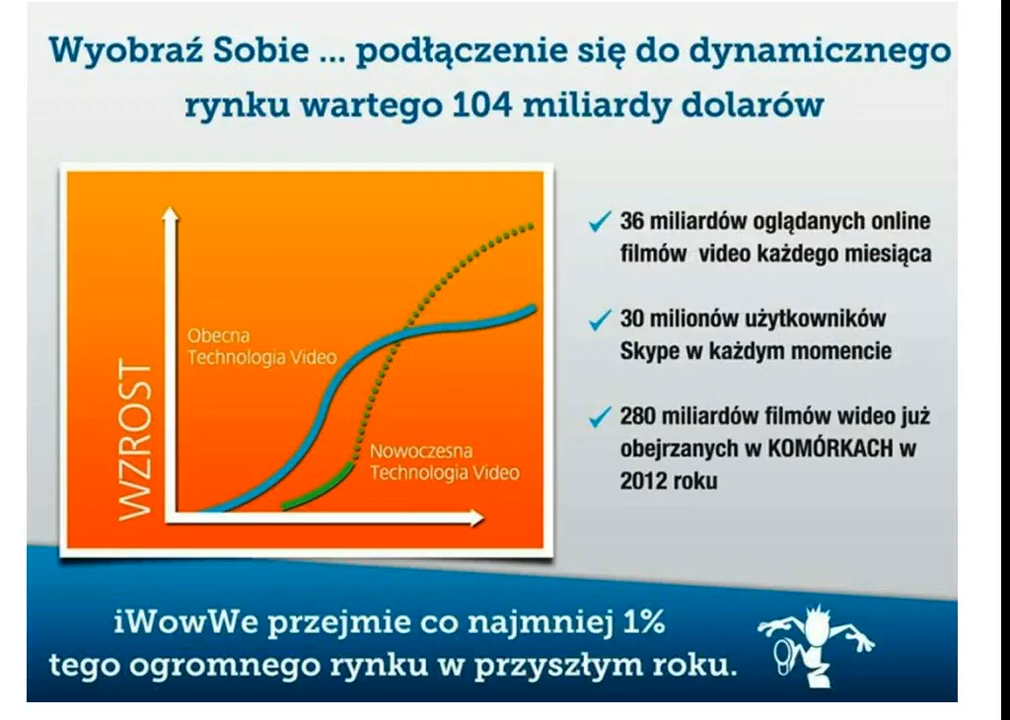 Wyobraź Sobie ... podłączenie się do dynamicznego
rynku wartego 104 miliardy dolarów
WZROST
Obecna
Technologia Video
Nowoczesna
Technologia Video
36 miliardów oglądanych online
filmów video każdego miesiąca
30 milionów użytkowników
Skype w każdym momencie
280 miliardów filmów wideo już
obejrzanych w KOMÓRKACH w
2012 roku
iWowWe przejmie co najmniej 1%
tego ogromnego rynku w przyszłym roku.